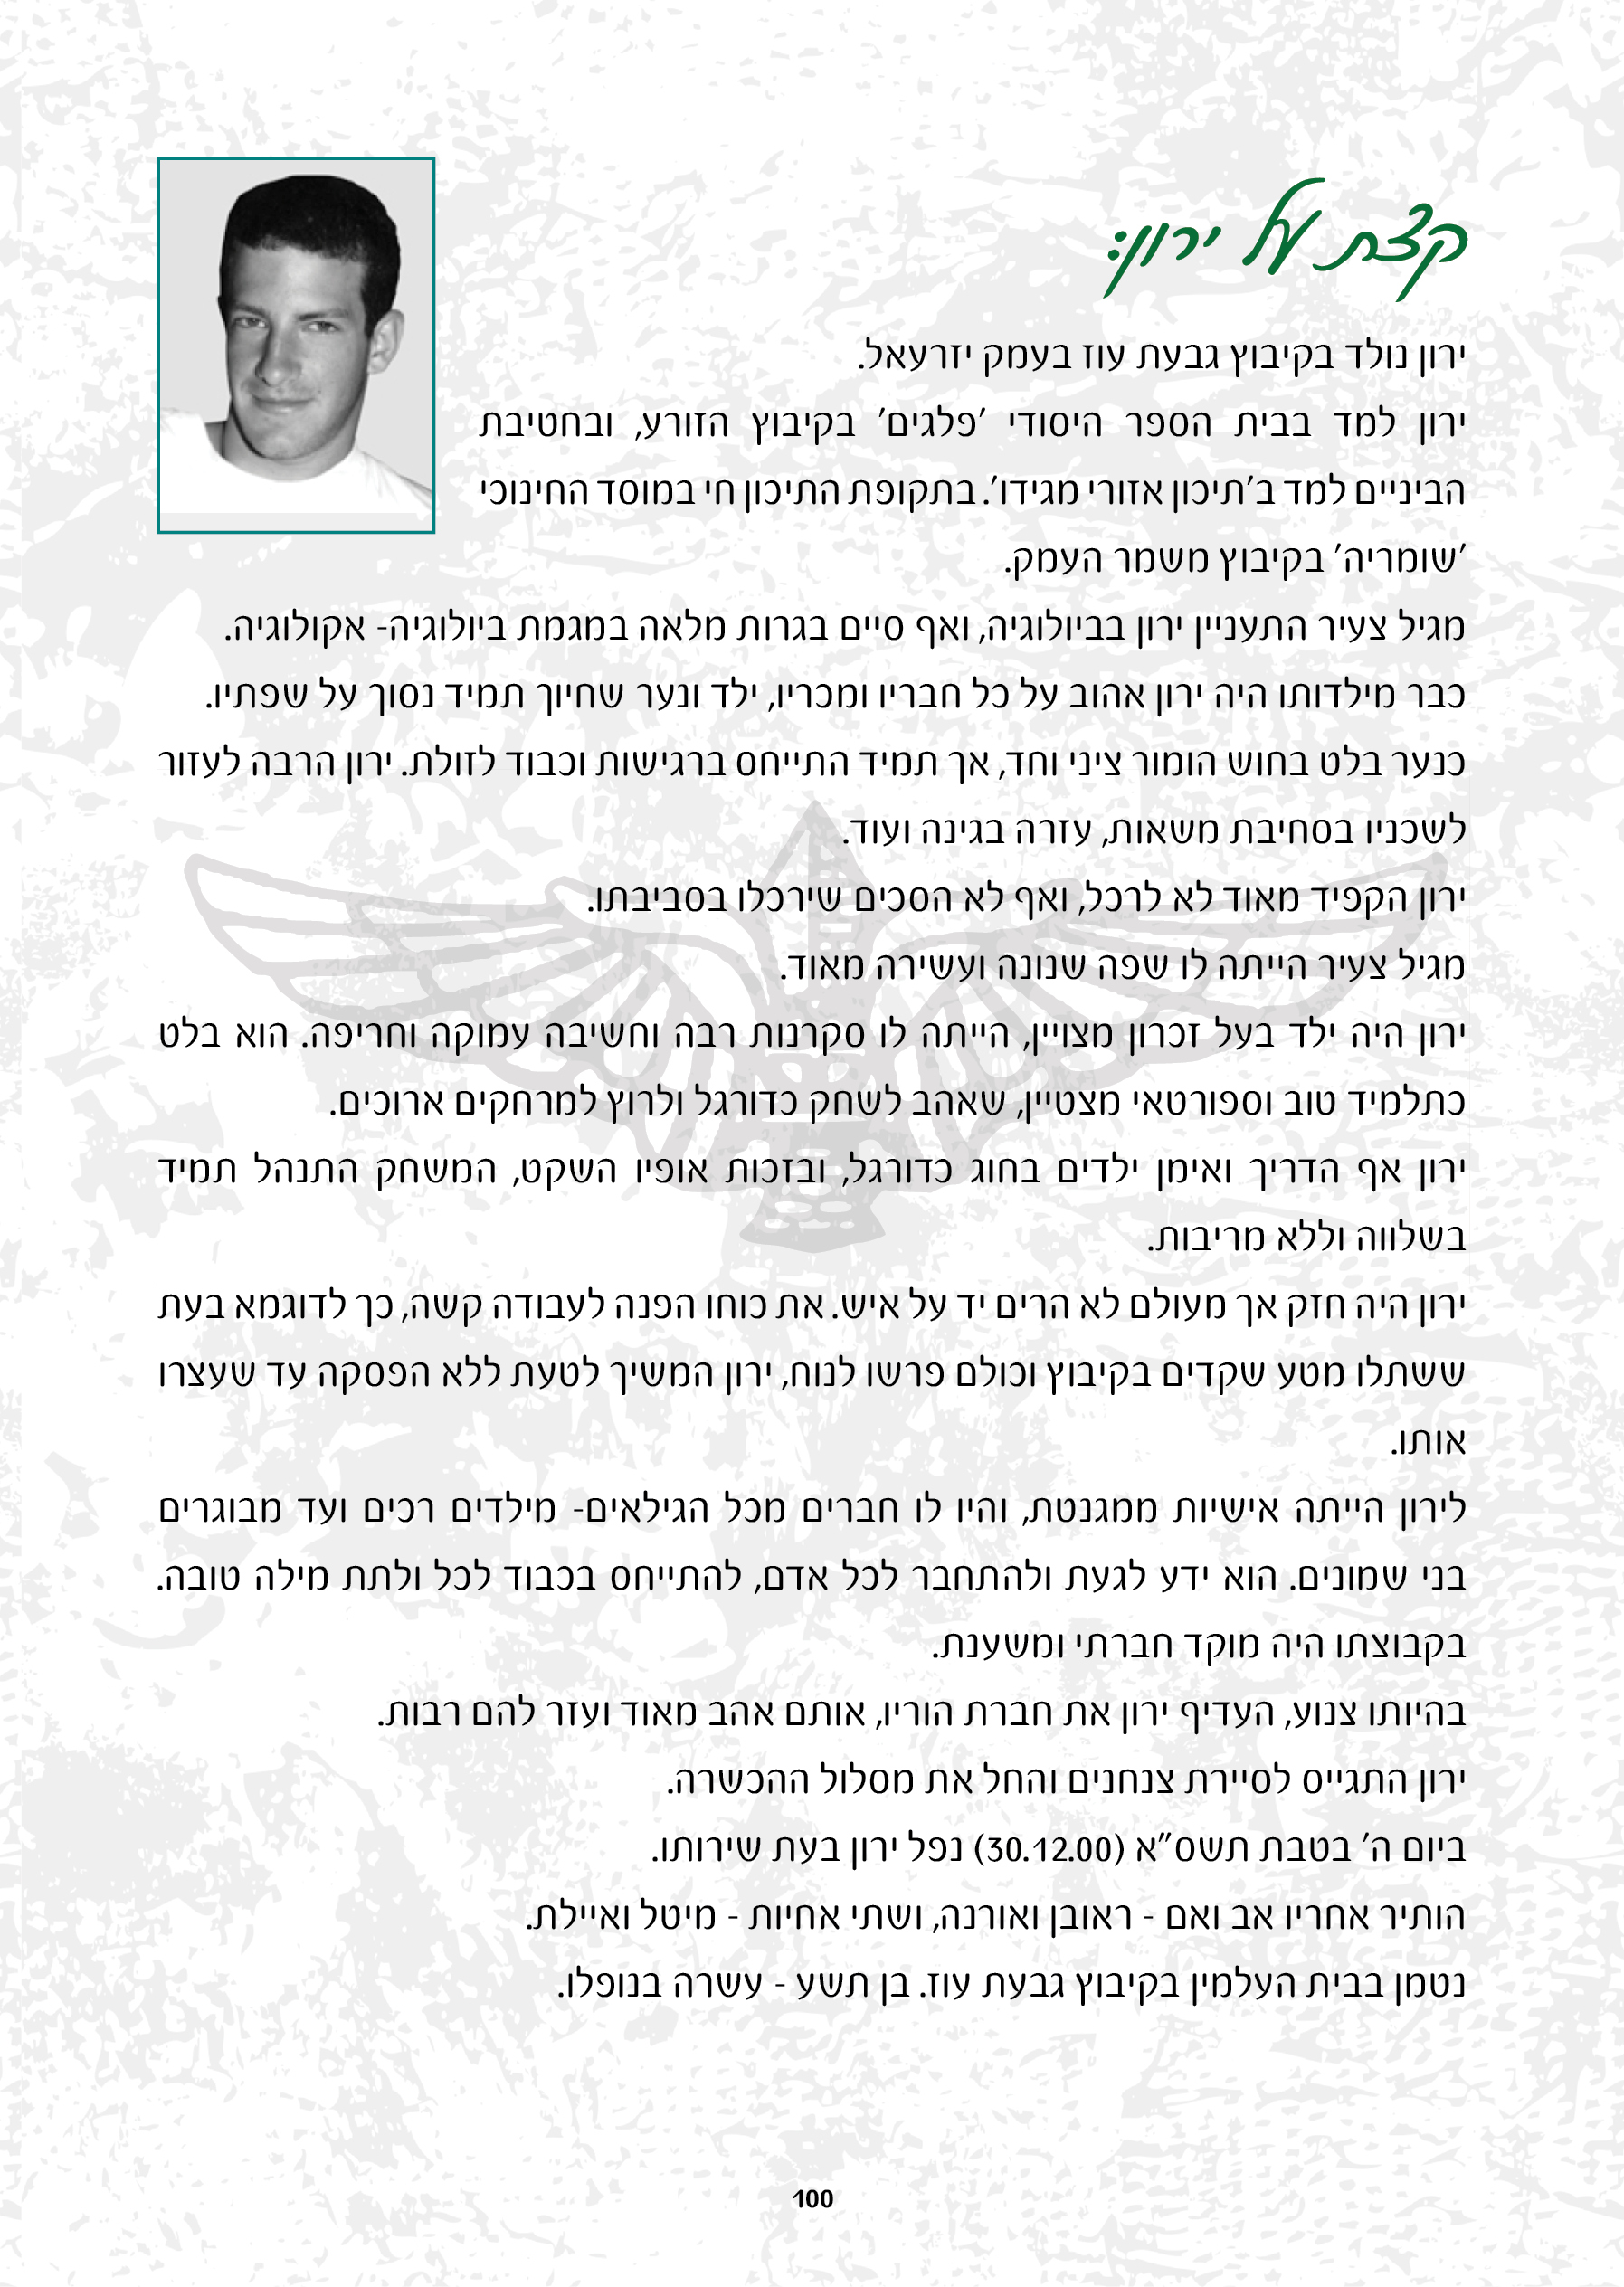 קצת על ירון:
ירון נולד בקיבוץ גבעת עוז בעמק יזרעאל.
ירון למד בבית הספר היסודי 'פלגים' בקיבוץ הזורע, ובחטיבת
הביניים למד ב'תיכון אזורי מגידו'. בתקופת התיכון חי במוסד החינוכי
'שומריה' בקיבוץ משמר העמק.
מגיל צעיר התעניין ירון בביולוגיה, ואף סיים בגרות מלאה במגמת ביולוגיה- אקולוגיה.
כבר מילדותו היה ירון אהוב על כל חבריו ומכריו, ילד ונער שחיוך תמיד נסוך על שפתיו.
כנער בלט בחוש הומור ציני וחד, אך תמיד התייחס ברגישות וכבוד לזולת. ירון הרבה לעזור
לשכניו בסחיבת משאות, עזרה בגינה ועוד.
ירון הקפיד מאוד לא לרכל, ואף לא הסכים שירכלו בסביבתו.
מגיל צעיר הייתה לו שפה שנונה ועשירה מאוד.
ירון היה ילד בעל זכרון מצויין, הייתה לו סקרנות רבה וחשיבה עמוקה וחריפה. הוא בלט
כתלמיד טוב וספורטאי מצטיין, שאהב לשחק כדורגל ולרוץ למרחקים ארוכים.
ירון אף הדריך ואימן ילדים בחוג כדורגל, ובזכות אופיו השקט, המשחק התנהל תמיד
בשלווה וללא מריבות.
ירון היה חזק אך מעולם לא הרים יד על איש. את כוחו הפנה לעבודה קשה, כך לדוגמא בעת
ששתלו מטע שקדים בקיבוץ וכולם פרשו לנוח, ירון המשיך לטעת ללא הפסקה עד שעצרו
אותו.
לירון הייתה אישיות ממגנטת, והיו לו חברים מכל הגילאים- מילדים רכים ועד מבוגרים
בני שמונים. הוא ידע לגעת ולהתחבר לכל אדם, להתייחס בכבוד לכל ולתת מילה טובה.
בקבוצתו היה מוקד חברתי ומשענת.
בהיותו צנוע, העדיף ירון את חברת הוריו, אותם אהב מאוד ועזר להם רבות.
ירון התגייס לסיירת צנחנים והחל את מסלול ההכשרה.
ביום ה' בטבת תשס"א (30.12.00) נפל ירון בעת שירותו.
הותיר אחריו אב ואם - ראובן ואורנה, ושתי אחיות - מיטל ואיילת.
נטמן בבית העלמין בקיבוץ גבעת עוז. בן תשע - עשרה בנופלו.
100